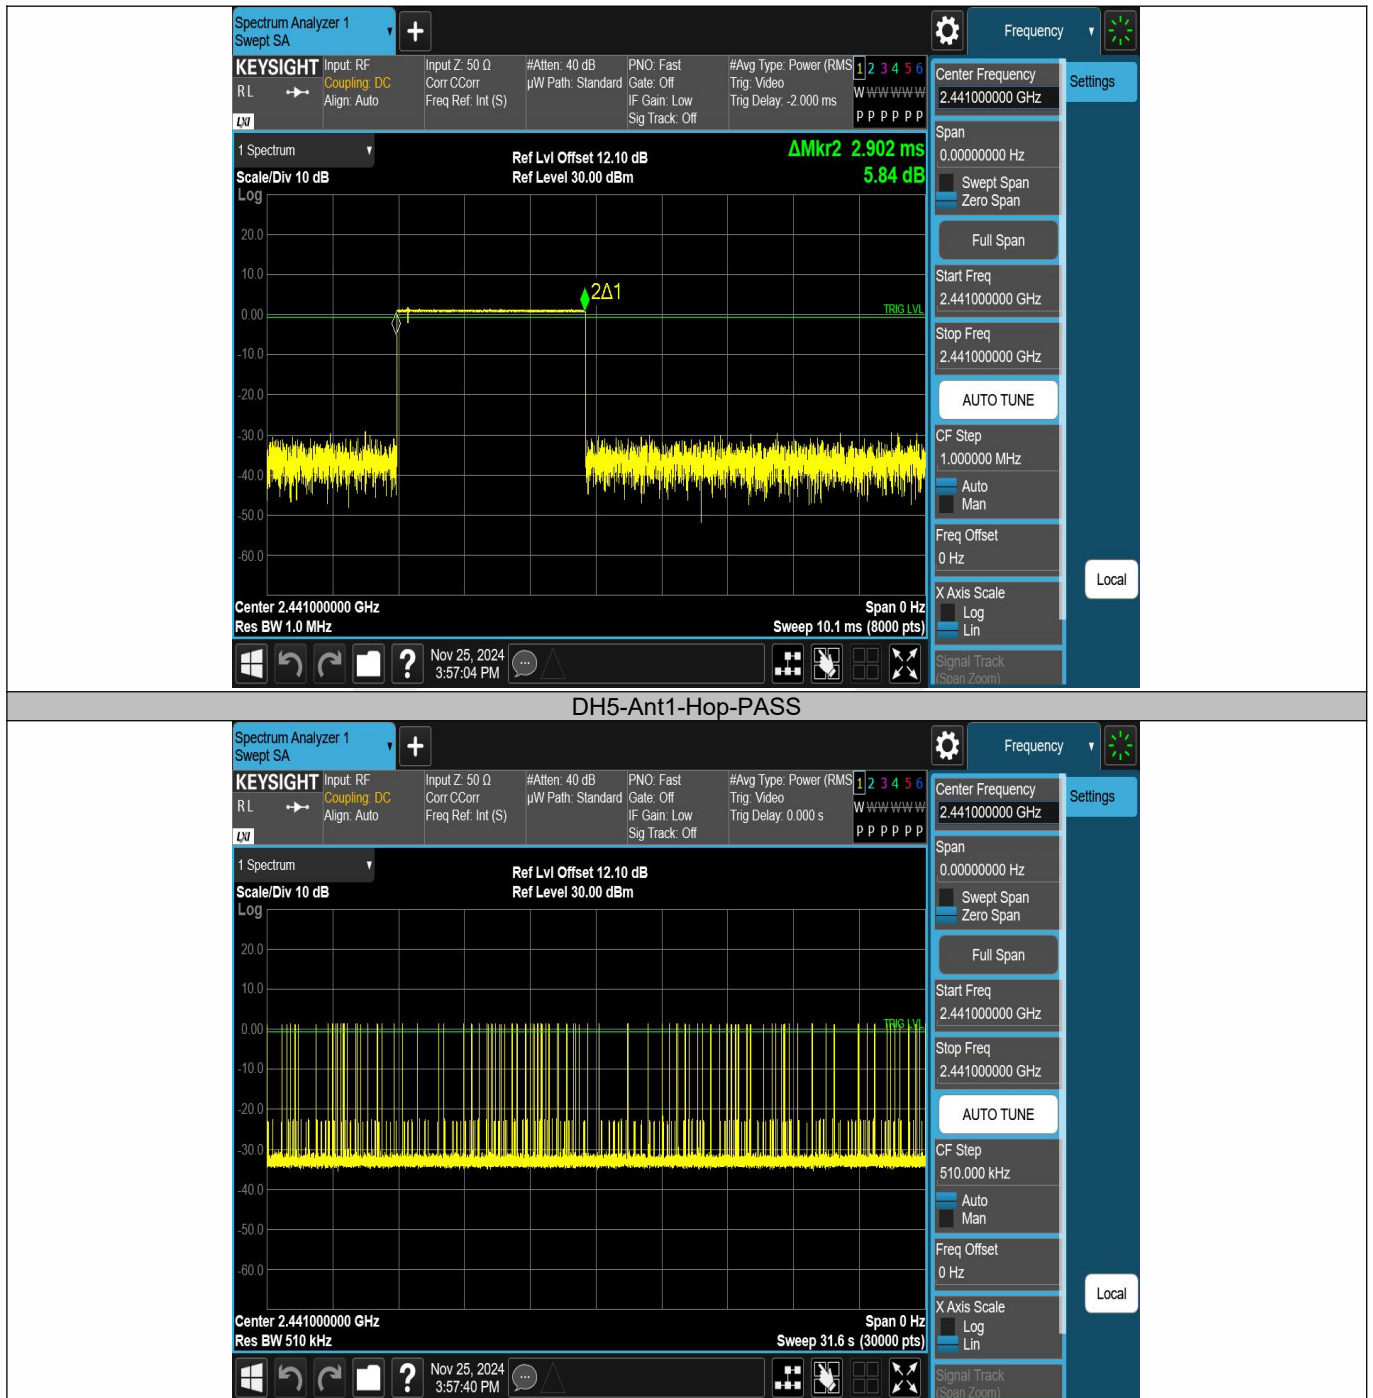 Spectrum Analyzer 1
Swept SA
+
Frequency
KEYSIGHT
RL
LXI
Input: RF
Coupling: DC
Align: Auto
Input Z: 50 Ω
Corr CCorr
Freq Ref: Int (S)
#Atten: 40 dB
µW Path: Standard
PNO: Fast
Gate: Off
IF Gain: Low
Sig Track: Off
#Avg Type: Power (RMS
Trig: Video
Trig Delay: -2.000 ms
1 2 3 4 5 6
W W W W W W
P P P P P P
Center Frequency
2.441000000 GHz
Settings
1 Spectrum
Scale/Div 10 dB
Ref Lvl Offset 12.10 dB
Ref Level 30.00 dBm
ΔMkr2 2.902 ms
5.84 dB
Span
0.00000000 Hz
Swept Span
Zero Span
Full Span
Start Freq
2.441000000 GHz
Stop Freq
2.441000000 GHz
AUTO TUNE
CF Step
1.000000 MHz
Auto
Man
Freq Offset
0 Hz
X Axis Scale
Log
Lin
Signal Track
(Span Zoom)
Local
Log
20.0
10.0
0.00
-10.0
-20.0
-30.0
-40.0
-50.0
-60.0
2Δ1
1
TRIG LVL
Center 2.441000000 GHz
Res BW 1.0 MHz
Span 0 Hz
Sweep 10.1 ms (8000 pts)
?
Nov 25, 2024
3:57:04 PM
DH5-Ant1-Hop-PASS
Spectrum Analyzer 1
Swept SA
+
Frequency
KEYSIGHT
RL
LXI
Input: RF
Coupling: DC
Align: Auto
Input Z: 50 Ω
Corr CCorr
Freq Ref: Int (S)
#Atten: 40 dB
µW Path: Standard
PNO: Fast
Gate: Off
IF Gain: Low
Sig Track: Off
#Avg Type: Power (RMS
Trig: Video
Trig Delay: 0.000 s
1 2 3 4 5 6
W W W W W W
P P P P P P
Center Frequency
2.441000000 GHz
Settings
1 Spectrum
Scale/Div 10 dB
Ref Lvl Offset 12.10 dB
Ref Level 30.00 dBm
Span
0.00000000 Hz
Swept Span
Zero Span
Full Span
Start Freq
2.441000000 GHz
Stop Freq
2.441000000 GHz
AUTO TUNE
CF Step
510.000 kHz
Auto
Man
Freq Offset
0 Hz
X Axis Scale
Log
Lin
Signal Track
(Span Zoom)
Local
Log
20.0
10.0
0.00
-10.0
-20.0
-30.0
-40.0
-50.0
-60.0
TRIG LVL
Center 2.441000000 GHz
Res BW 510 kHz
Span 0 Hz
Sweep 31.6 s (30000 pts)
?
Nov 25, 2024
3:57:40 PM